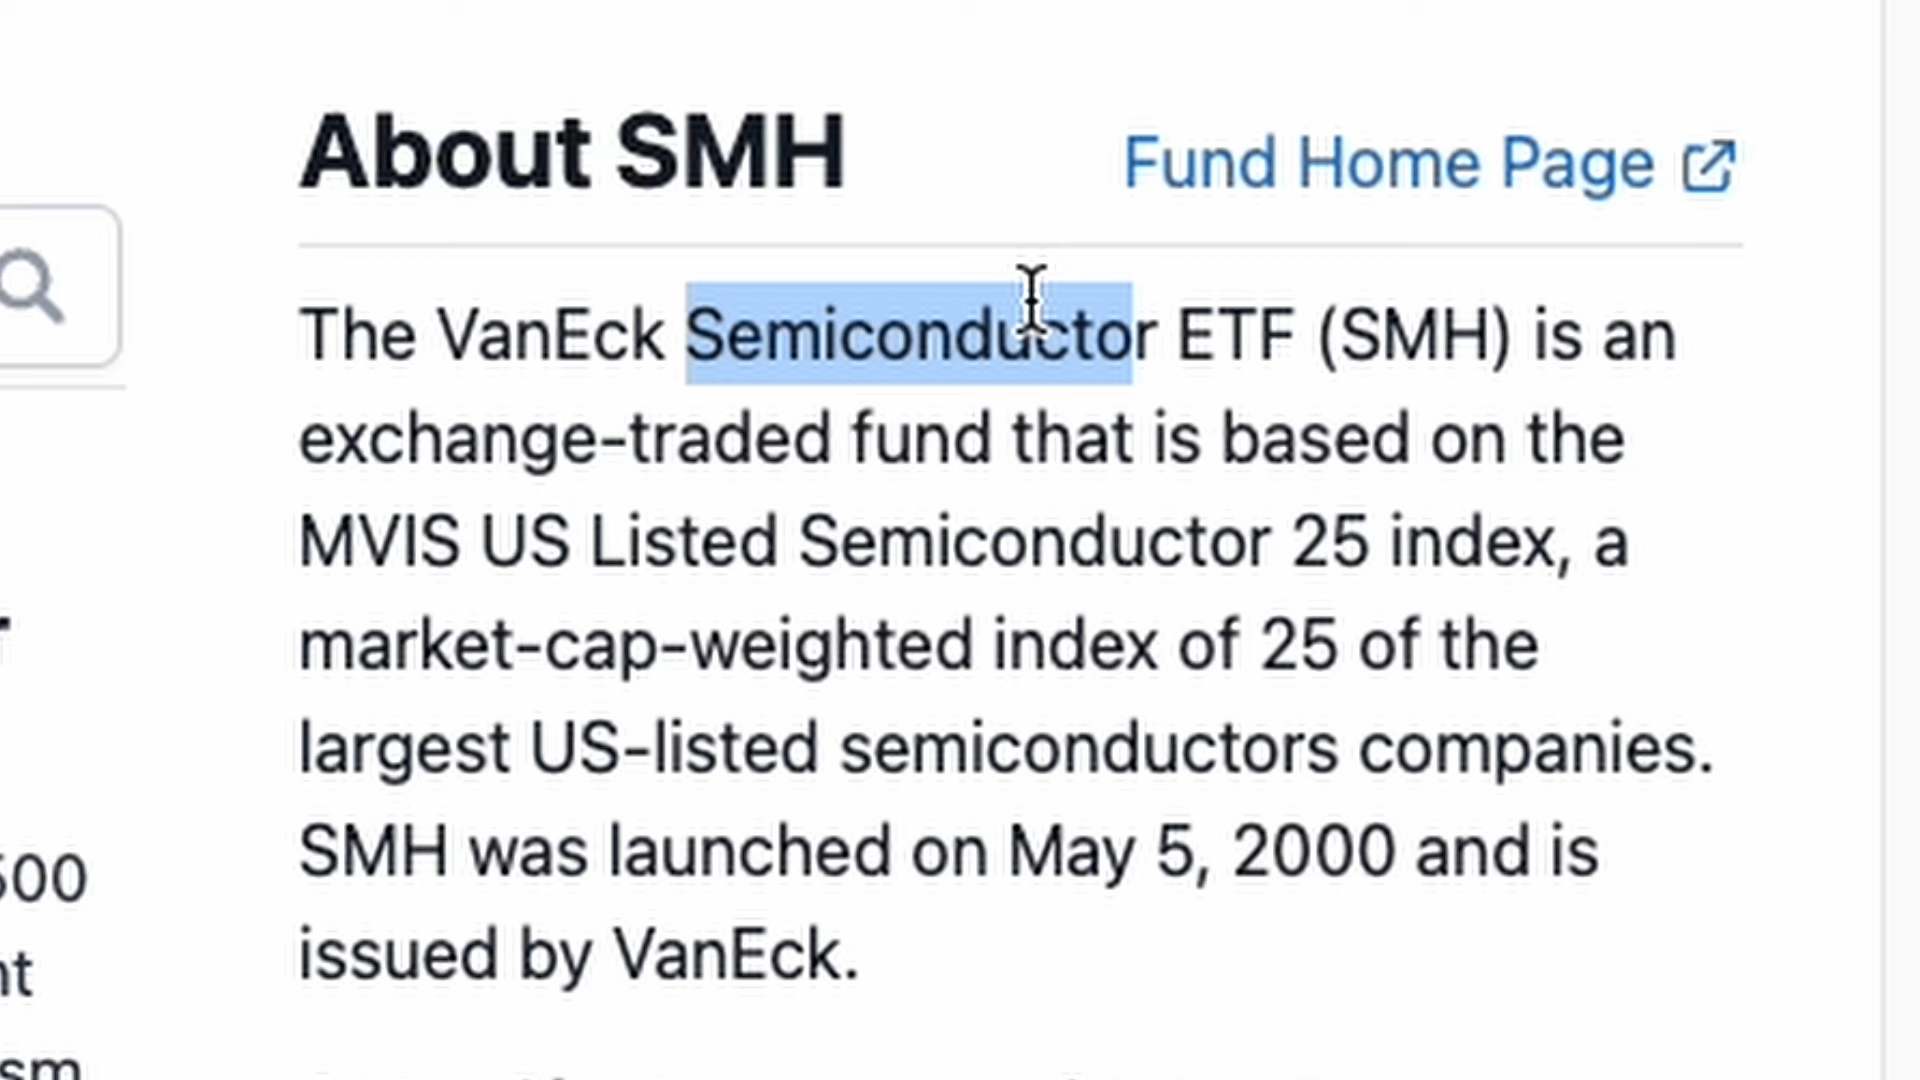 About SMH
Fund Home Page
The VanEck Semiconductor ETF (SMH) is an
exchange-traded fund that is based on the
MVIS US Listed Semiconductor 25 index, a
market-cap-weighted index of 25 of the
largest US-listed semiconductors companies.
SMH was launched on May 5, 2000 and is
issued by VanEck.